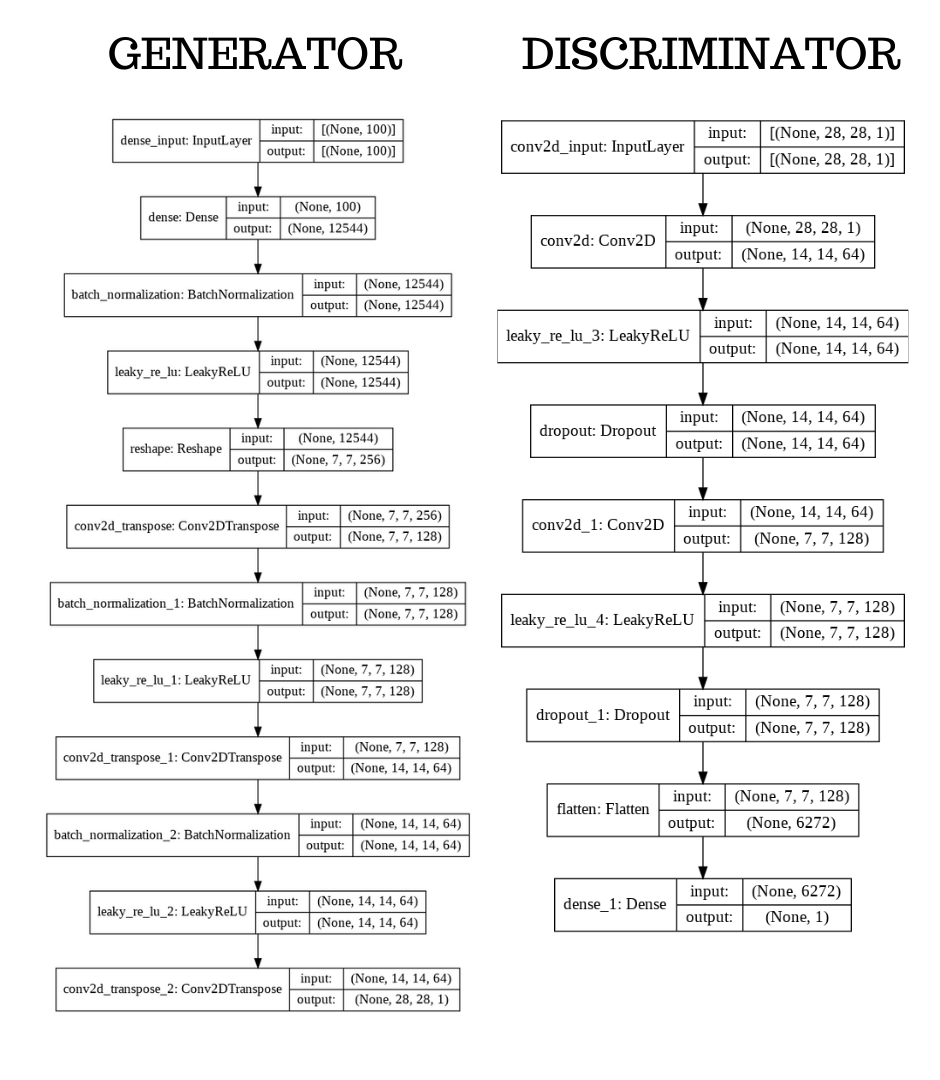 GENERATOR
dense_input: InputLayer
input: [(None, 100)]
output: [(None, 100)]
dense: Dense
input: (None, 100)
output: (None, 12544)
batch_normalization: BatchNormalization
input: (None, 12544)
output: (None, 12544)
leaky_re_lu: LeakyReLU
input: (None, 12544)
output: (None, 12544)
reshape: Reshape
input: (None, 12544)
output: (None, 7, 7, 256)
conv2d_transpose: Conv2DTranspose
input: (None, 7, 7, 256)
output: (None, 7, 7, 128)
batch_normalization_1: BatchNormalization
input: (None, 7, 7, 128)
output: (None, 7, 7, 128)
leaky_re_lu_1: LeakyReLU
input: (None, 7, 7, 128)
output: (None, 7, 7, 128)
conv2d_transpose_1: Conv2DTranspose
input: (None, 7, 7, 128)
output: (None, 14, 14, 64)
batch_normalization_2: BatchNormalization
input: (None, 14, 14, 64)
output: (None, 14, 14, 64)
leaky_re_lu_2: LeakyReLU
input: (None, 14, 14, 64)
output: (None, 14, 14, 64)
conv2d_transpose_2: Conv2DTranspose
input: (None, 14, 14, 64)
output: (None, 28, 28, 1)
DISCRIMINATOR
conv2d_input: InputLayer
input: [(None, 28, 28, 1)]
output: [(None, 28, 28, 1)]
conv2d: Conv2D
input: (None, 28, 28, 1)
output: (None, 14, 14, 64)
leaky_re_lu_3: LeakyReLU
input: (None, 14, 14, 64)
output: (None, 14, 14, 64)
dropout: Dropout
input: (None, 14, 14, 64)
output: (None, 14, 14, 64)
conv2d_1: Conv2D
input: (None, 14, 14, 64)
output: (None, 7, 7, 128)
leaky_re_lu_4: LeakyReLU
input: (None, 7, 7, 128)
output: (None, 7, 7, 128)
dropout_1: Dropout
input: (None, 7, 7, 128)
output: (None, 7, 7, 128)
flatten: Flatten
input: (None, 7, 7, 128)
output: (None, 6272)
dense_1: Dense
input: (None, 6272)
output: (None, 1)